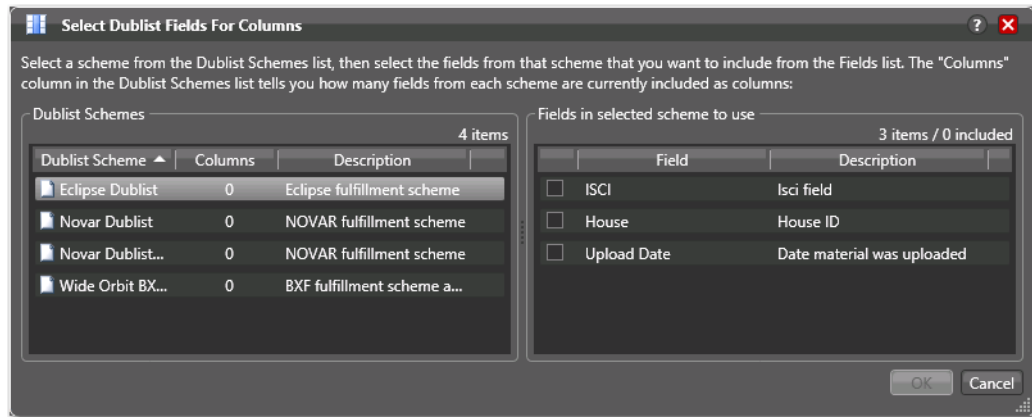 Select Dublist Fields For Columns
Select a scheme from the Dublist Schemes list, then select the fields from that scheme that you want to include from the Fields list. The "Columns"
column in the Dublist Schemes list tells you how many fields from each scheme are currently included as columns:
Dublist Schemes
4 items
Dublist Scheme Columns Description
Eclipse Dublist 0 Eclipse fulfillment scheme
Novar Dublist 0 NOVAR fulfillment scheme
Novar Dublist... 0 NOVAR fulfillment scheme
Wide Orbit BX... 0 BXF fulfillment scheme a...
Fields in selected scheme to use
3 items / 0 included
Field Description
ISCI Isci field
House House ID
Upload Date Date material was uploaded
OK Cancel